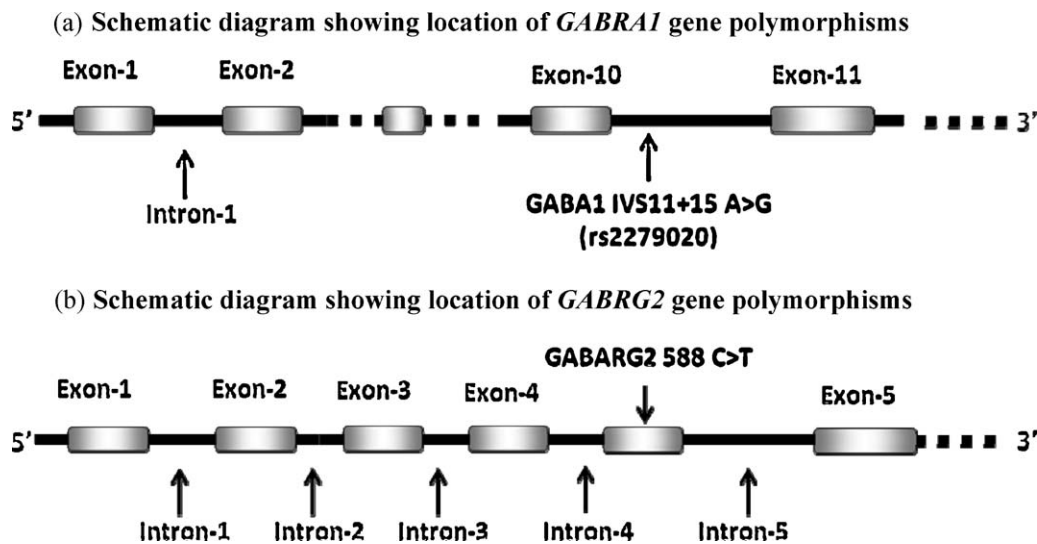 (a) Schematic diagram showing location of GABRA1 gene polymorphisms
Exon-1 Exon-2 Exon-10 Exon-11
5’ 3’
Intron-1
GABA1 IVS11+15 A>G
(rs2279020)
(b) Schematic diagram showing location of GABRG2 gene polymorphisms
GABARG2 588 C>T
Exon-1 Exon-2 Exon-3 Exon-4 Exon-5
5’ 3’
Intron-1 Intron-2 Intron-3 Intron-4 Intron-5